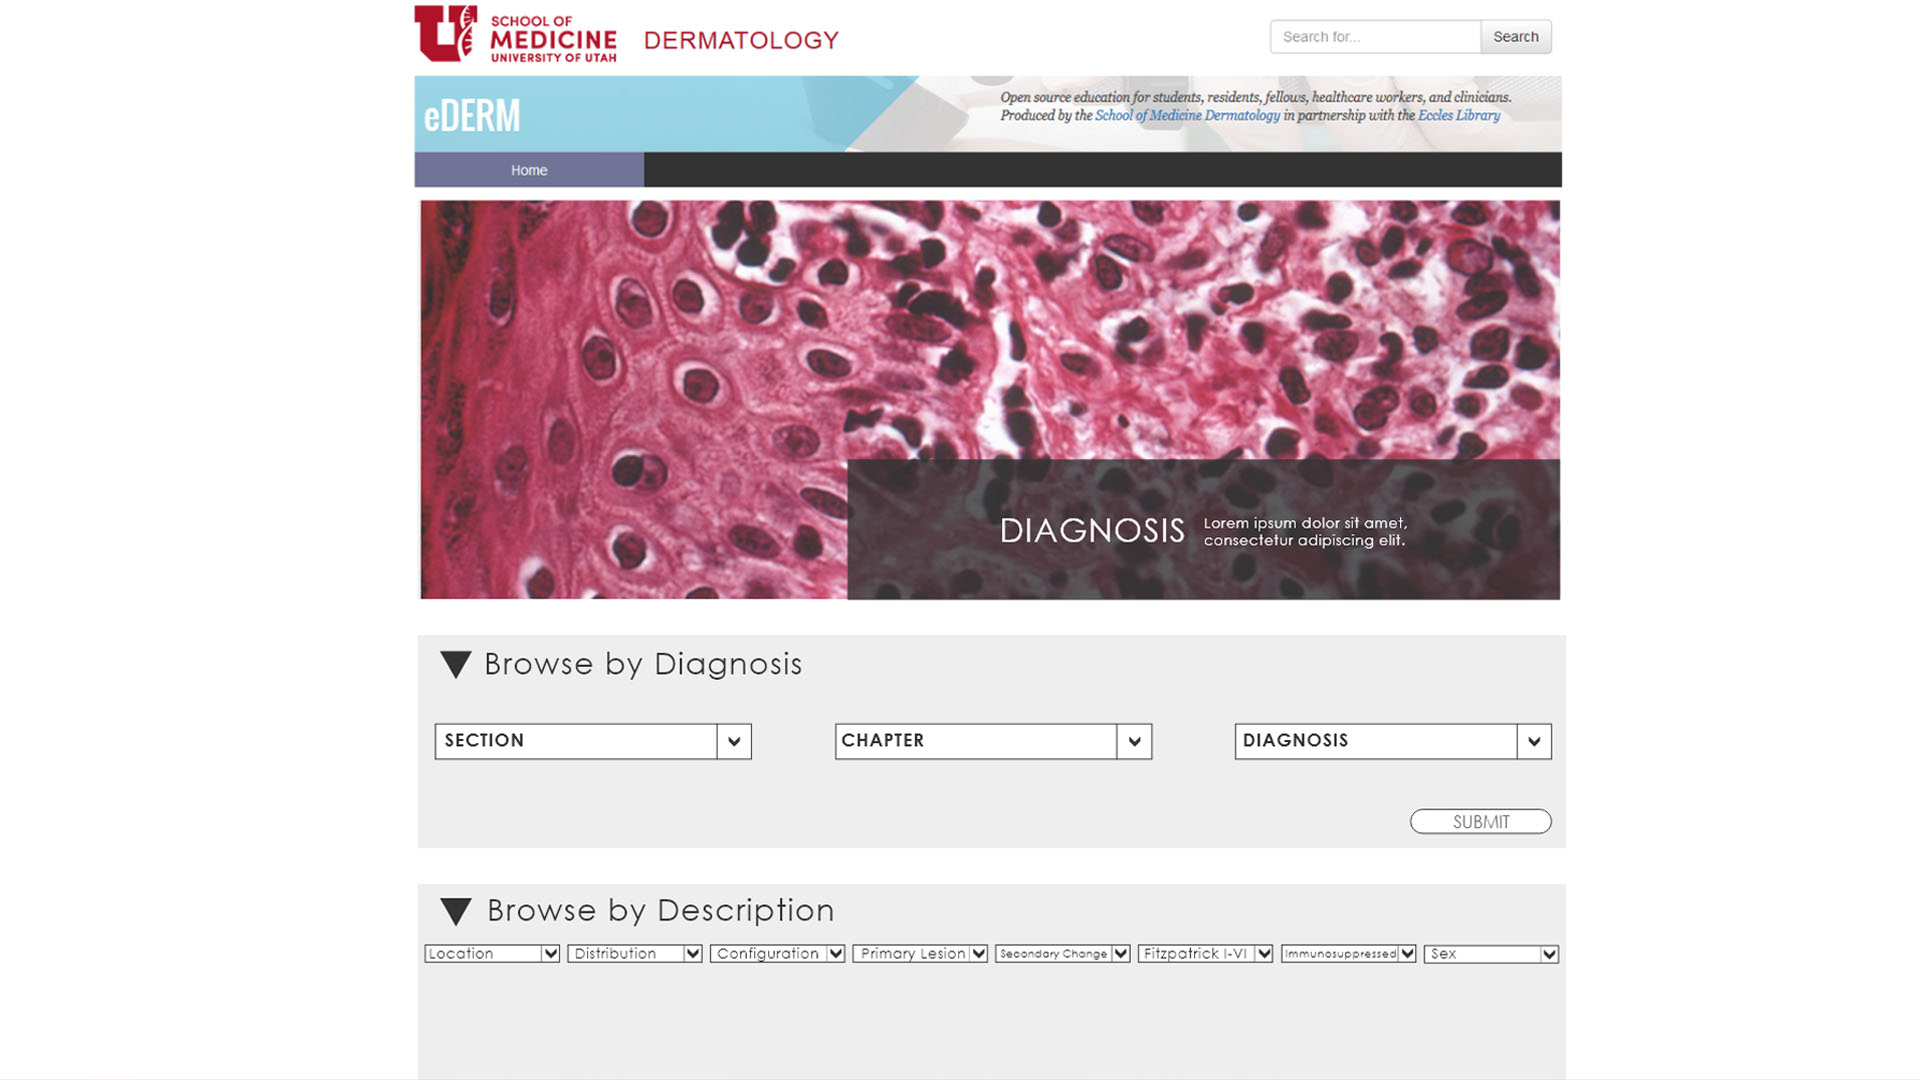 SCHOOL OF
MEDICINE
UNIVERSITY OF UTAH
DERMATOLOGY
Search for...
Search
eDERM
Open source education for students, residents, fellows, healthcare workers, and clinicians.
Produced by the School of Medicine Dermatology in partnership with the Eccles Library
Home
DIAGNOSIS
Lorem ipsum dolor sit amet,
consectetur adipiscing elit.
Browse by Diagnosis
SECTION
CHAPTER
DIAGNOSIS
SUBMIT
Browse by Description
Location
Distribution
Configuration
Primary Lesion
Secondary Change
Fitzpatrick I-VI
Immunosuppressed
Sex